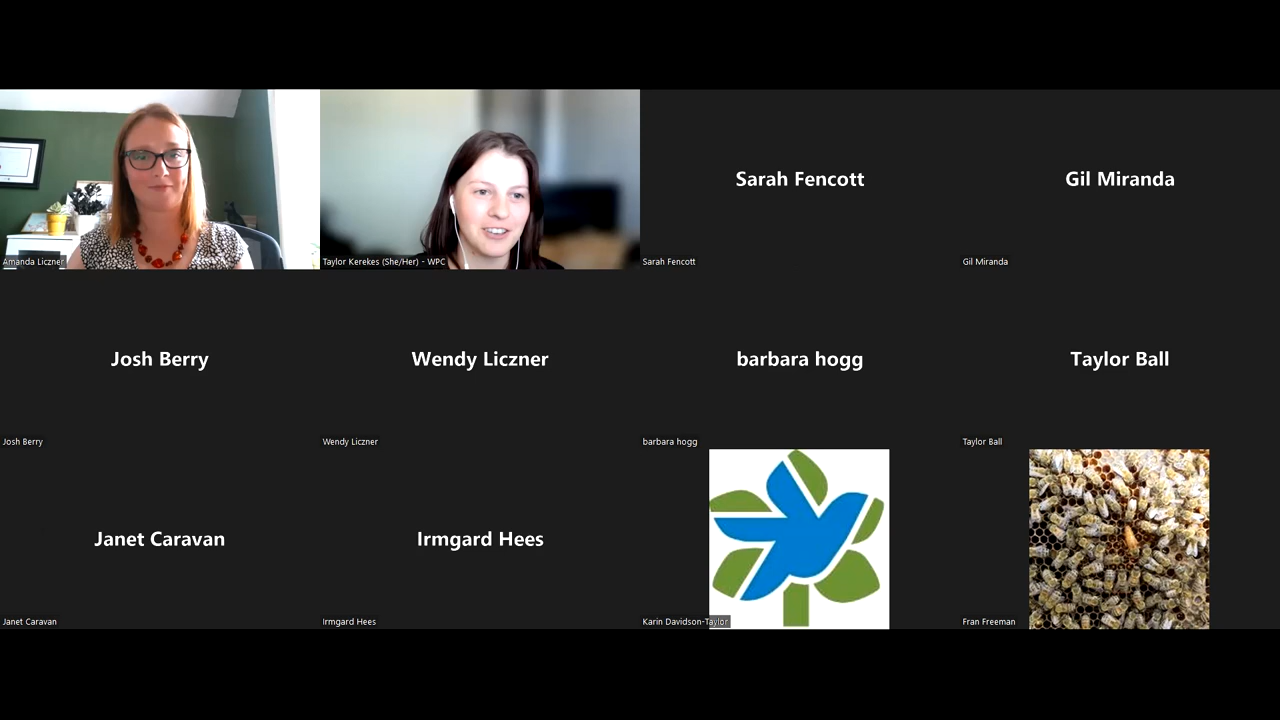 Amanda Liczner
Taylor Kerekes (She/Her) - WPC
Sarah Fencott
Sarah Fencott
Gil Miranda
Gil Miranda
Josh Berry
Josh Berry
Wendy Liczner
Wendy Liczner
barbara hogg
barbara hogg
Taylor Ball
Taylor Ball
Janet Caravan
Janet Caravan
Irmgard Hees
Irmgard Hees
Karin Davidson-Taylor
Fran Freeman